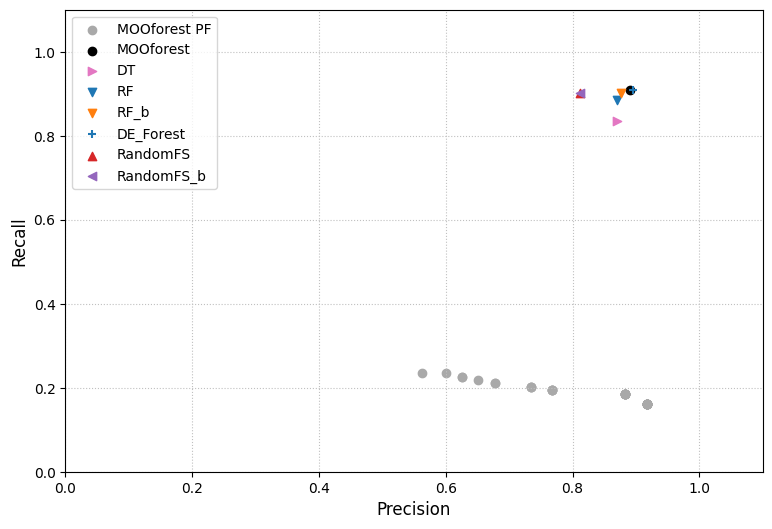 MOOforest PF
MOOforest
DT
RF
RF_b
DE_Forest
RandomFS
RandomFS_b
1.0
0.8
0.6
0.4
0.2
0.0
Recall
0.0 0.2 0.4 0.6 0.8 1.0
Precision